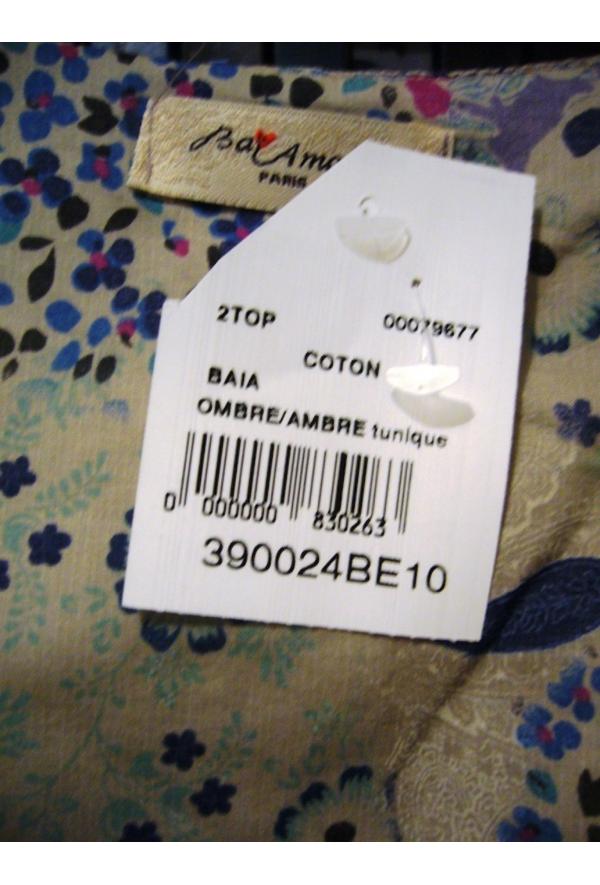 PARIS
2TOP 00079677
COTON
BAIA
OMBRE/AMBRE tunique
0 000000 830263
390024BE10